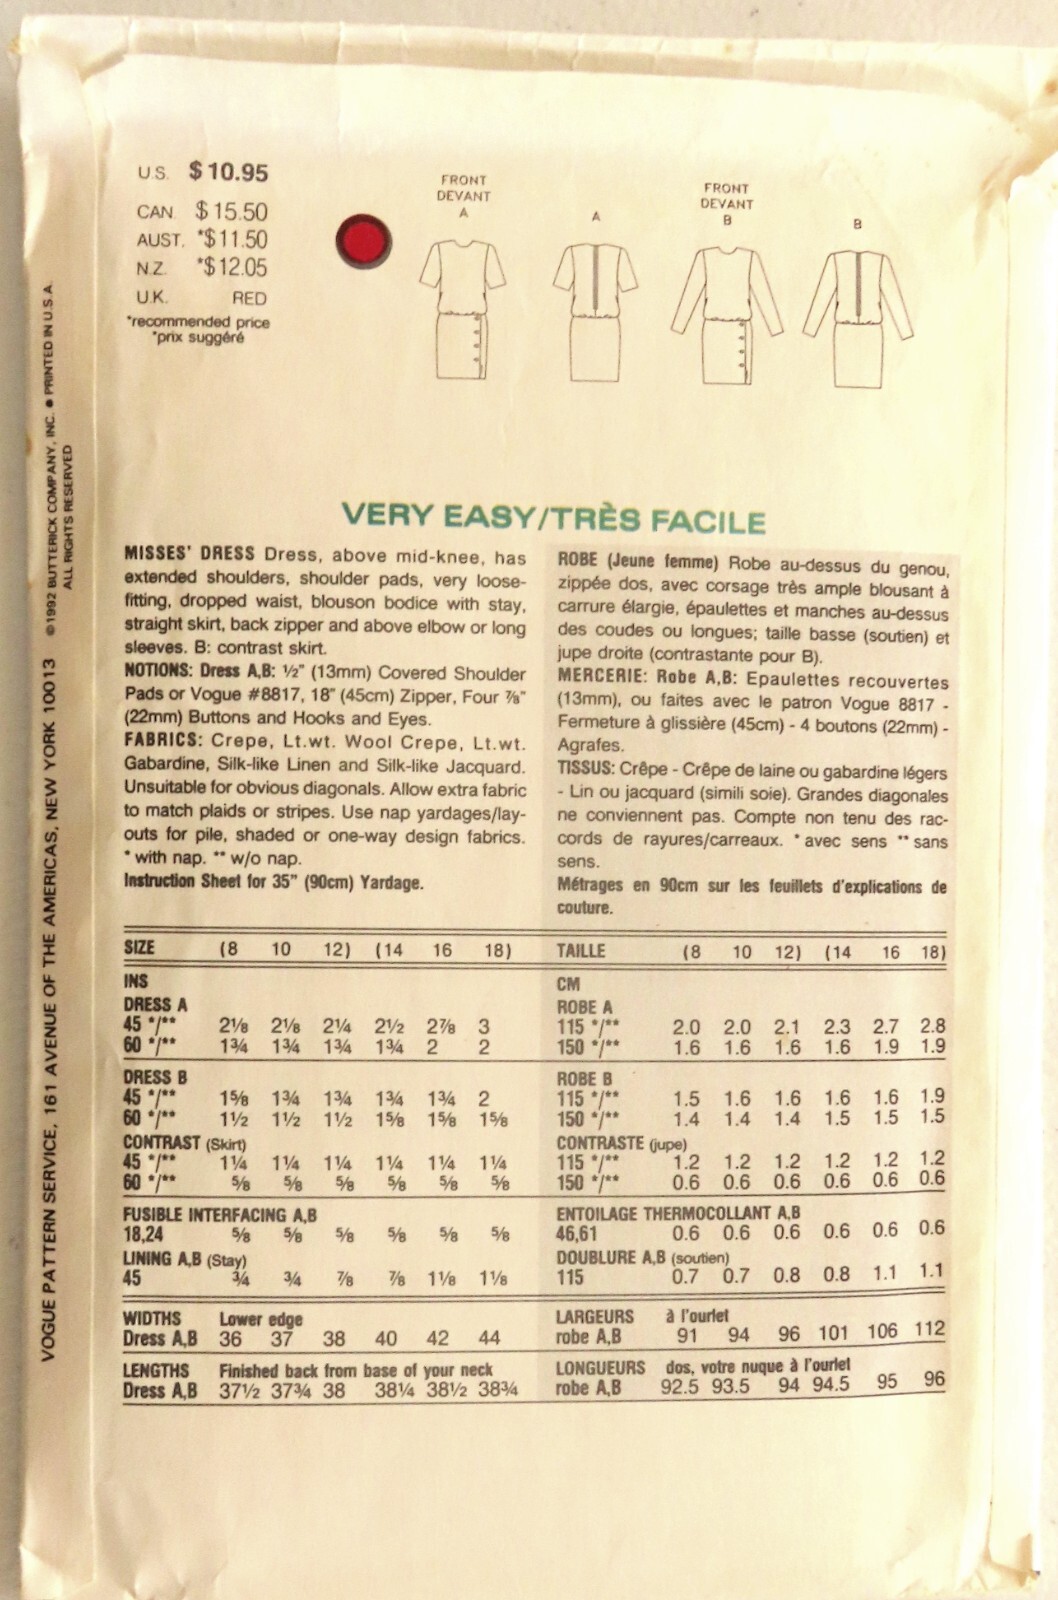 U.S. $10.95
CAN. $15.50
AUST. *$11.50
N.Z. *$12.05
U.K. RED
*recommended price
*prix suggéré
FRONT
DEVANT
A
A
FRONT
DEVANT
B
B
VERY EASY/TRÈS FACILE
MISSES' DRESS Dress, above mid-knee, has
extended shoulders, shoulder pads, very loose-
fitting, dropped waist, blouson bodice with stay,
straight skirt, back zipper and above elbow or long
sleeves. B: contrast skirt.
NOTIONS: Dress A,B: ½" (13mm) Covered Shoulder
Pads or Vogue #8817, 18" (45cm) Zipper, Four ⅞"
(22mm) Buttons and Hooks and Eyes.
FABRICS: Crepe, Lt.wt. Wool Crepe, Lt.wt.
Gabardine, Silk-like Linen and Silk-like Jacquard.
Unsuitable for obvious diagonals. Allow extra fabric
to match plaids or stripes. Use nap yardages/lay-
outs for pile, shaded or one-way design fabrics.
* with nap. ** w/o nap.
Instruction Sheet for 35" (90cm) Yardage.
ROBE (Jeune femme) Robe au-dessus du genou,
zippée dos, avec corsage très ample blousant à
carrure élargie, épaulettes et manches au-dessus
des coudes ou longues; taille basse (soutien) et
jupe droite (contrastante pour B).
MERCERIE: Robe A,B: Epaulettes recouvertes
(13mm), ou faites avec le patron Vogue 8817 -
Fermeture à glissière (45cm) - 4 boutons (22mm) -
Agrafes.
TISSUS: Crêpe - Crêpe de laine ou gabardine légers
- Lin ou jacquard (simili soie). Grandes diagonales
ne conviennent pas. Compte non tenu des rac-
cords de rayures/carreaux. * avec sens ** sans
sens.
Métrages en 90cm sur les feuillets d'explications de
couture.
SIZE (8 10 12) (14 16 18)
INS
DRESS A
45 */** 2⅛ 2⅛ 2¼ 2½ 2⅞ 3
60 */** 1¾ 1¾ 1¾ 1¾ 2 2
DRESS B
45 */** 1⅝ 1¾ 1¾ 1¾ 1¾ 2
60 */** 1½ 1½ 1½ 1⅝ 1⅝ 1⅝
CONTRAST (Skirt)
45 */** 1¼ 1¼ 1¼ 1¼ 1¼ 1¼
60 */** ⅝ ⅝ ⅝ ⅝ ⅝ ⅝
FUSIBLE INTERFACING A,B
18,24 ⅝ ⅝ ⅝ ⅝ ⅝ ⅝
LINING A,B (Stay)
45 ¾ ¾ ⅞ ⅞ 1⅛ 1⅛
WIDTHS Lower edge
Dress A,B 36 37 38 40 42 44
LENGTHS Finished back from base of your neck
Dress A,B 37½ 37¾ 38 38¼ 38½ 38¾
TAILLE (8 10 12) (14 16 18)
CM
ROBE A
115 */** 2.0 2.0 2.1 2.3 2.7 2.8
150 */** 1.6 1.6 1.6 1.6 1.9 1.9
ROBE B
115 */** 1.5 1.6 1.6 1.6 1.6 1.9
150 */** 1.4 1.4 1.4 1.5 1.5 1.5
CONTRASTE (jupe)
115 */** 1.2 1.2 1.2 1.2 1.2 1.2
150 */** 0.6 0.6 0.6 0.6 0.6 0.6
ENTOILAGE THERMOCOLLANT A,B
46,61 0.6 0.6 0.6 0.6 0.6 0.6
DOUBLURE A,B (soutien)
115 0.7 0.7 0.8 0.8 1.1 1.1
LARGEURS à l'ourlet
robe A,B 91 94 96 101 106 112
LONGUEURS dos, votre nuque à l'ourlet
robe A,B 92.5 93.5 94 94.5 95 96
VOGUE PATTERN SERVICE, 161 AVENUE OF THE AMERICAS, NEW YORK 10013 ©1992 BUTTERICK COMPANY, INC. ● PRINTED IN U.S.A.
ALL RIGHTS RESERVED